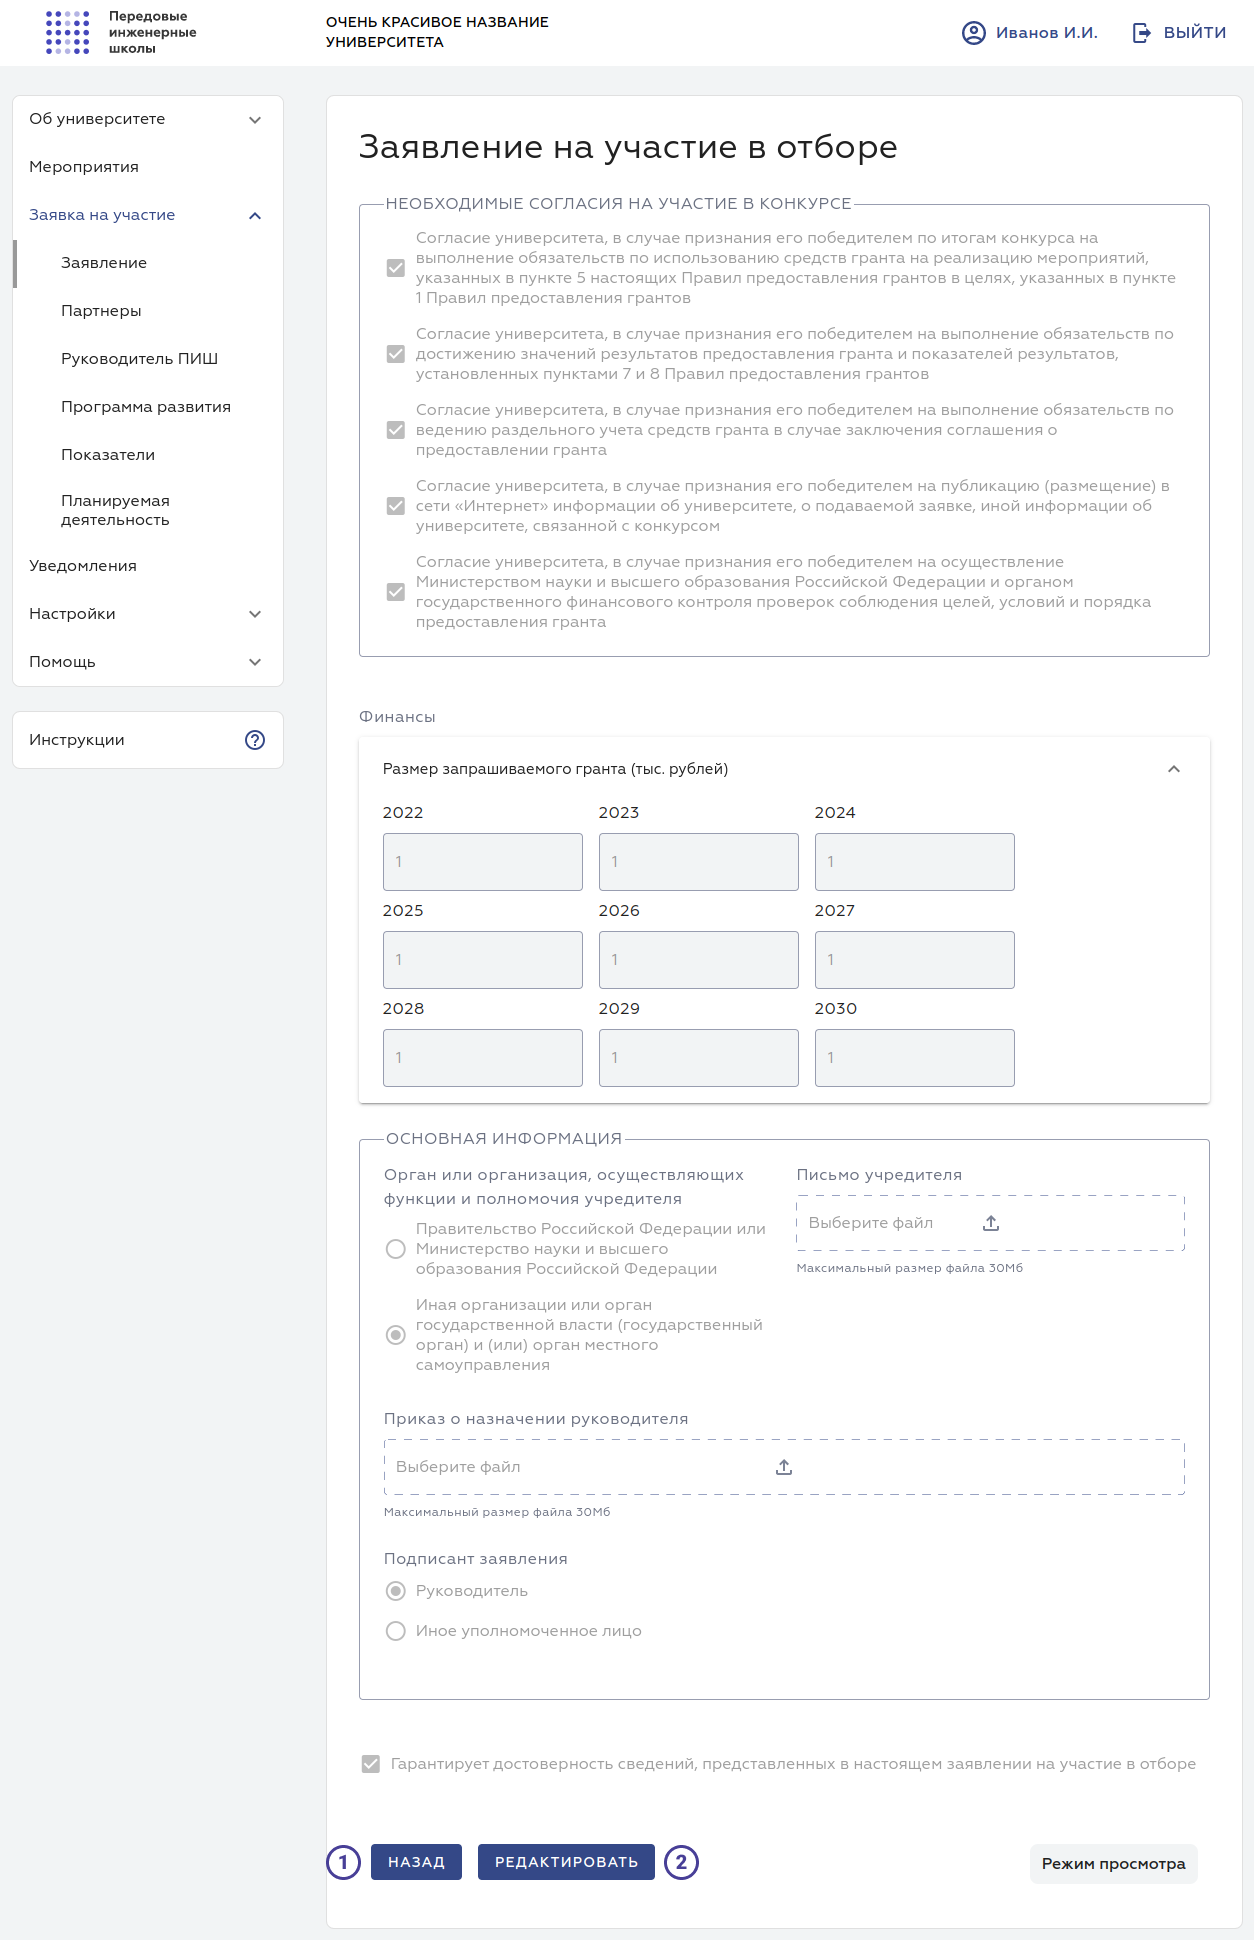 Передовые
инженерные
школы
ОЧЕНЬ КРАСИВОЕ НАЗВАНИЕ
УНИВЕРСИТЕТА
Иванов И.И.
ВЫЙТИ
Об университете
Мероприятия
Заявка на участие
Заявление
Партнеры
Руководитель ПИШ
Программа развития
Показатели
Планируемая
деятельность
Уведомления
Настройки
Помощь
Инструкции
Заявление на участие в отборе
НЕОБХОДИМЫЕ СОГЛАСИЯ НА УЧАСТИЕ В КОНКУРСЕ
Согласие университета, в случае признания его победителем по итогам конкурса на
выполнение обязательств по использованию средств гранта на реализацию мероприятий,
указанных в пункте 5 настоящих Правил предоставления грантов в целях, указанных в пункте
1 Правил предоставления грантов
Согласие университета, в случае признания его победителем на выполнение обязательств по
достижению значений результатов предоставления гранта и показателей результатов,
установленных пунктами 7 и 8 Правил предоставления грантов
Согласие университета, в случае признания его победителем на выполнение обязательств по
ведению раздельного учета средств гранта в случае заключения соглашения о
предоставлении гранта
Согласие университета, в случае признания его победителем на публикацию (размещение) в
сети «Интернет» информации об университете, о подаваемой заявке, иной информации об
университете, связанной с конкурсом
Согласие университета, в случае признания его победителем на осуществление
Министерством науки и высшего образования Российской Федерации и органом
государственного финансового контроля проверок соблюдения целей, условий и порядка
предоставления гранта
Финансы
Размер запрашиваемого гранта (тыс. рублей)
2022 2023 2024
1 1 1
2025 2026 2027
1 1 1
2028 2029 2030
1 1 1
ОСНОВНАЯ ИНФОРМАЦИЯ
Орган или организация, осуществляющих
функции и полномочия учредителя
Правительство Российской Федерации или
Министерство науки и высшего
образования Российской Федерации
Иная организации или орган
государственной власти (государственный
орган) и (или) орган местного
самоуправления
Письмо учредителя
Выберите файл
Максимальный размер файла 30Мб
Приказ о назначении руководителя
Выберите файл
Максимальный размер файла 30Мб
Подписант заявления
Руководитель
Иное уполномоченное лицо
Гарантирует достоверность сведений, представленных в настоящем заявлении на участие в отборе
1 НАЗАД РЕДАКТИРОВАТЬ 2
Режим просмотра